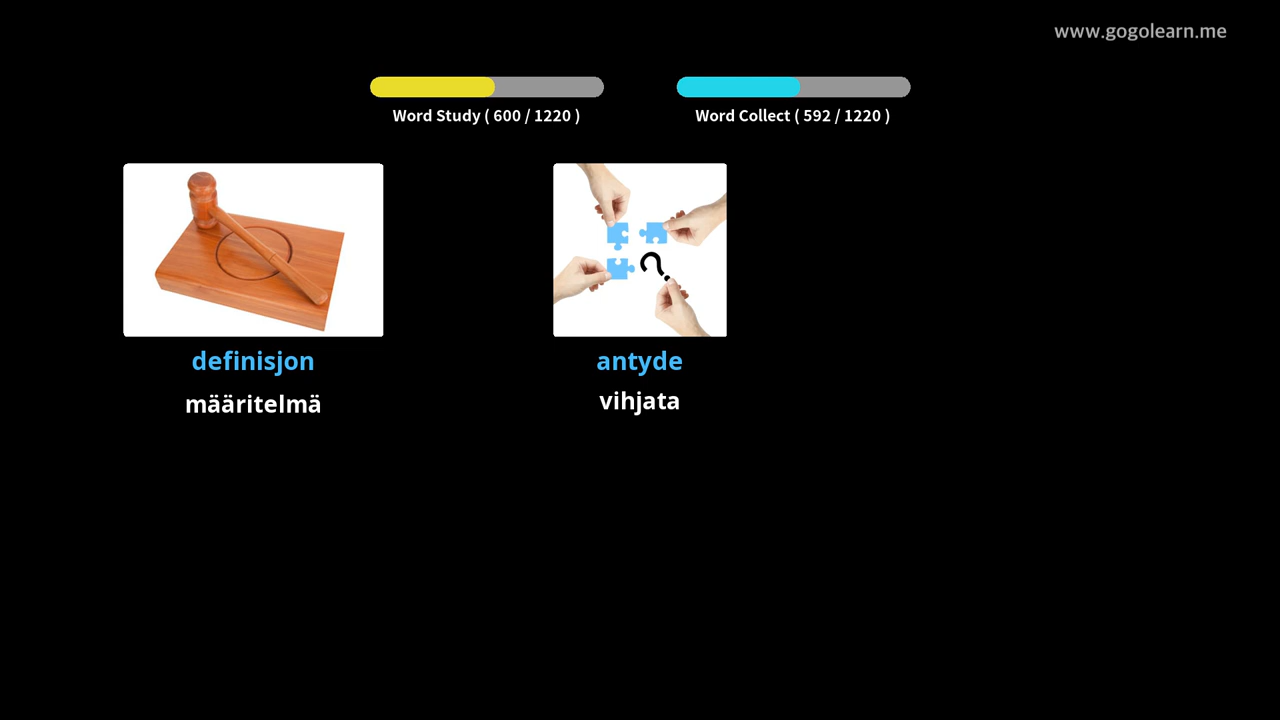 www.gogolearn.me
Word Study ( 600 / 1220 )
Word Collect ( 592 / 1220 )
definisjon
määritelmä
antyde
vihjata